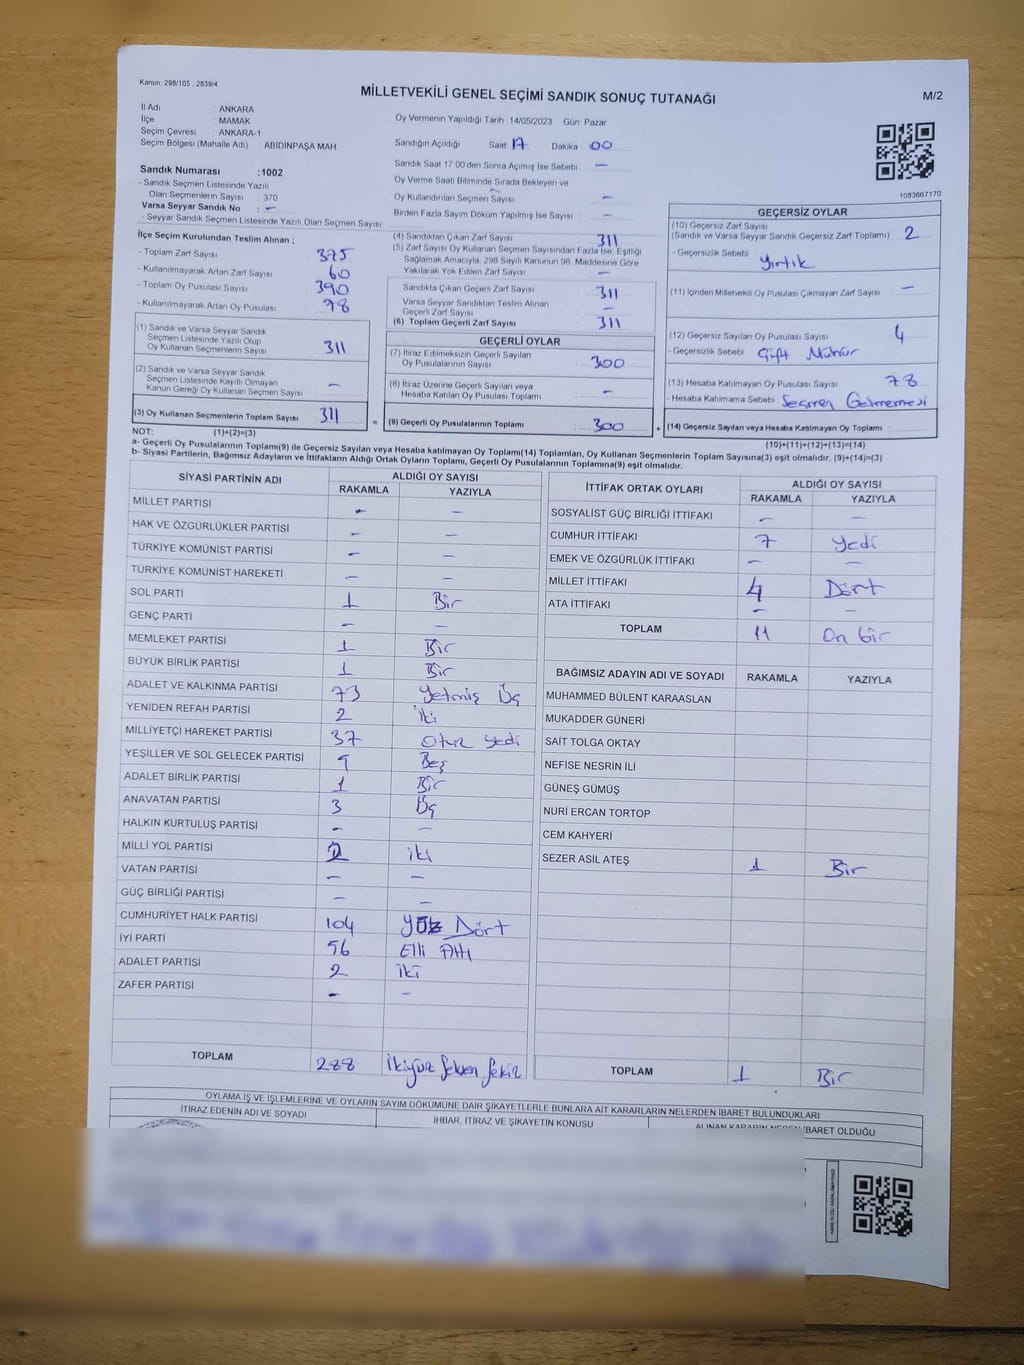 Kanun; 298/105 , 2839/4
MİLLETVEKİLİ GENEL SEÇİMİ SANDIK SONUÇ TUTANAĞI
M/2
İl Adı : ANKARA
İlçe : MAMAK
Seçim Çevresi : ANKARA-1
Seçim Bölgesi (Mahalle Adı) : ABİDİNPAŞA MAH.
Oy Vermenin Yapıldığı Tarih :14/05/2023 Gün Pazar
Sandığın Açıldığı Saat 17 Dakika 00
Sandık Saat 17:00'den Sonra Açımış İse Sebebi -
Oy Verme Saati Bitiminde Sırada Bekleyen ve
Oy Kullandırılan Seçmen Sayısı -
Birden Fazla Sayım Döküm Yapılmış İse Sayısı -
1083667170
Sandık Numarası :1002
- Sandık Seçmen Listesinde Yazılı
Olan Seçmenlerin Sayısı : 370
Varsa Seyyar Sandık No : -
- Seyyar Sandık Seçmen Listesinde Yazılı Olan Seçmen Sayısı
İlçe Seçim Kurulundan Teslim Alınan ;
- Toplam Zarf Sayısı 375
- Kullanılmayarak Artan Zarf Sayısı 60
- Toplam Oy Pusulası Sayısı 390
- Kullanılmayarak Artan Oy Pusulası 78
(1) Sandık ve Varsa Seyyar Sandık
Seçmen Listesinde Yazılı Olup
Oy Kullanan Seçmenlerin Sayısı 311
(2) Sandık ve Varsa Seyyar Sandık
Seçmen Listesinde Kayıtlı Olmayan
Kanun Gereği Oy Kullanan Seçmen Sayısı -
(3) Oy Kullanan Seçmenlerin Toplam Sayısı 311 =
(4) Sandıktan Çıkan Zarf Sayısı 311
(5) Zarf Sayısı Oy Kullanan Seçmen Sayısından Fazla İse, Eşitliği
Sağlamak Amacıyla, 298 Sayılı Kanunun 98. Maddesine Göre
Yakılarak Yok Edilen Zarf Sayısı -
Sandıkta Çıkan Geçerli Zarf Sayısı 311
Varsa Seyyar Sandıktan Teslim Alınan
Geçerli Zarf Sayısı -
(6) Toplam Geçerli Zarf Sayısı 311
GEÇERLİ OYLAR
(7) İtiraz Edilmeksizin Geçerli Sayılan
Oy Pusulalarının Sayısı 300
(8) İtiraz Üzerine Geçerli Sayılan veya
Hesaba Katılan Oy Pusulası Toplamı -
(9) Geçerli Oy Pusulalarının Toplamı 300 +
GEÇERSİZ OYLAR
(10) Geçersiz Zarf Sayısı
(Sandık ve Varsa Seyyar Sandık Geçersiz Zarf Toplamı) 2
- Geçersizlik Sebebi Yırtık
(11) İçinden Milletvekili Oy Pusulası Çıkmayan Zarf Sayısı -
(12) Geçersiz Sayılan Oy Pusulası Sayısı 4
- Geçersizlik Sebebi Çift Mühür
(13) Hesaba Katılmayan Oy Pusulası Sayısı 78
- Hesaba Katılmama Sebebi Seçmen Gelmemesi
(14) Geçersiz Sayılan veya Hesaba Katılmayan Oy Toplamı
NOT: (1)+(2)=(3)
(10)+(11)+(12)+(13)=(14)
a- Geçerli Oy Pusulalarının Toplamı(9) ile Geçersiz Sayılan veya Hesaba katılmayan Oy Toplamı(14) Toplamları, Oy Kullanan Seçmenlerin Toplam Sayısına(3) eşit olmalıdır. (9)+(14)=(3)
b- Siyasi Partilerin, Bağımsız Adayların ve İttifakların Aldığı Ortak Oyların Toplamı, Geçerli Oy Pusulalarının Toplamına(9) eşit olmalıdır.
SİYASİ PARTİNİN ADI ALDIĞI OY SAYISI
RAKAMLA YAZIYLA
MİLLET PARTİSİ - -
HAK VE ÖZGÜRLÜKLER PARTİSİ - -
TÜRKİYE KOMÜNİST PARTİSİ - -
TÜRKİYE KOMÜNİST HAREKETİ - -
SOL PARTİ 1 Bir
GENÇ PARTİ - -
MEMLEKET PARTİSİ 1 Bir
BÜYÜK BİRLİK PARTİSİ 1 Bir
ADALET VE KALKINMA PARTİSİ 73 Yetmiş Üç
YENİDEN REFAH PARTİSİ 2 İki
MİLLİYETÇİ HAREKET PARTİSİ 37 Otuz yedi
YEŞİLLER VE SOL GELECEK PARTİSİ 5 Beş
ADALET BİRLİK PARTİSİ 1 Bir
ANAVATAN PARTİSİ 3 Üç
HALKIN KURTULUŞ PARTİSİ - -
MİLLİ YOL PARTİSİ 2 iki
VATAN PARTİSİ - -
GÜÇ BİRLİĞİ PARTİSİ - -
CUMHURİYET HALK PARTİSİ 104 YÜZ Dört
İYİ PARTİ 56 Elli Altı
ADALET PARTİSİ 2 İki
ZAFER PARTİSİ - -
TOPLAM 288 İkiyüz Seksen Sekiz
İTTİFAK ORTAK OYLARI ALDIĞI OY SAYISI
RAKAMLA YAZIYLA
SOSYALİST GÜÇ BİRLİĞİ İTTİFAKI - -
CUMHUR İTTİFAKI 7 Yedi
EMEK VE ÖZGÜRLÜK İTTİFAKI - -
MİLLET İTTİFAKI 4 Dört
ATA İTTİFAKI - -
TOPLAM 11 On bir
BAĞIMSIZ ADAYIN ADI VE SOYADI RAKAMLA YAZIYLA
MUHAMMED BÜLENT KARAASLAN
MUKADDER GÜNERİ
SAİT TOLGA OKTAY
NEFİSE NESRİN İLİ
GÜNEŞ GÜMÜŞ
NURİ ERCAN TORTOP
CEM KAHYERİ
SEZER ASİL ATEŞ 1 Bir
TOPLAM 1 Bir
OYLAMA İŞ VE İŞLEMLERİNE VE OYLARIN SAYIM DÖKÜMÜNE DAİR ŞİKAYETLERLE BUNLARA AİT KARARLARIN NELERDEN İBARET BULUNDUKLARI
İTİRAZ EDENİN ADI VE SOYADI İHBAR, İTİRAZ VE ŞİKAYETİN KONUSU ALINAN KARARIN NEDEN İBARET OLDUĞU